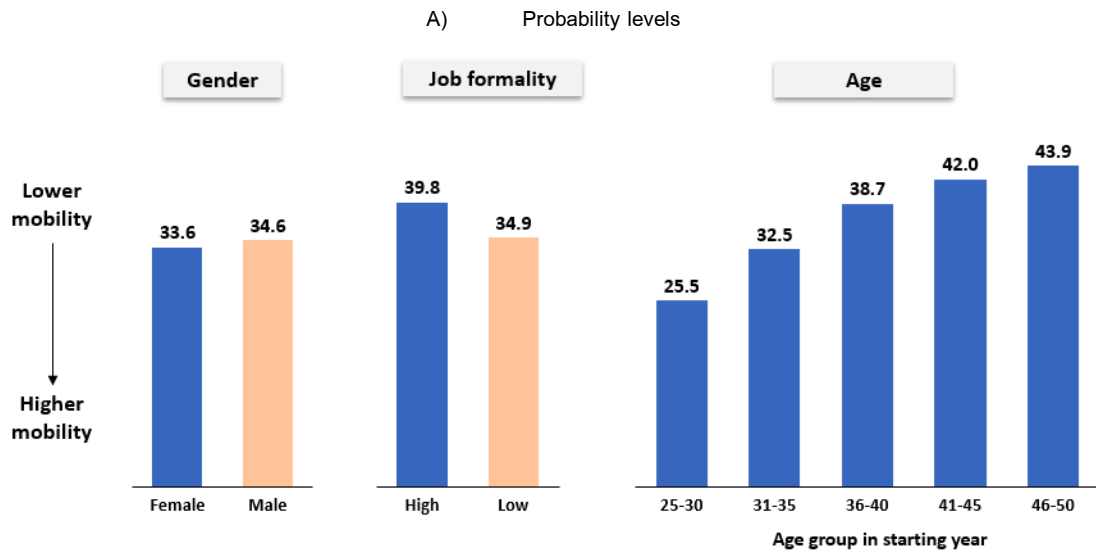 A) Probability levels
Gender
Job formality
Age
Lower
mobility
Higher
mobility
33.6
34.6
Female
Male
39.8
34.9
High
Low
25.5
32.5
38.7
42.0
43.9
25-30
31-35
36-40
41-45
46-50
Age group in starting year